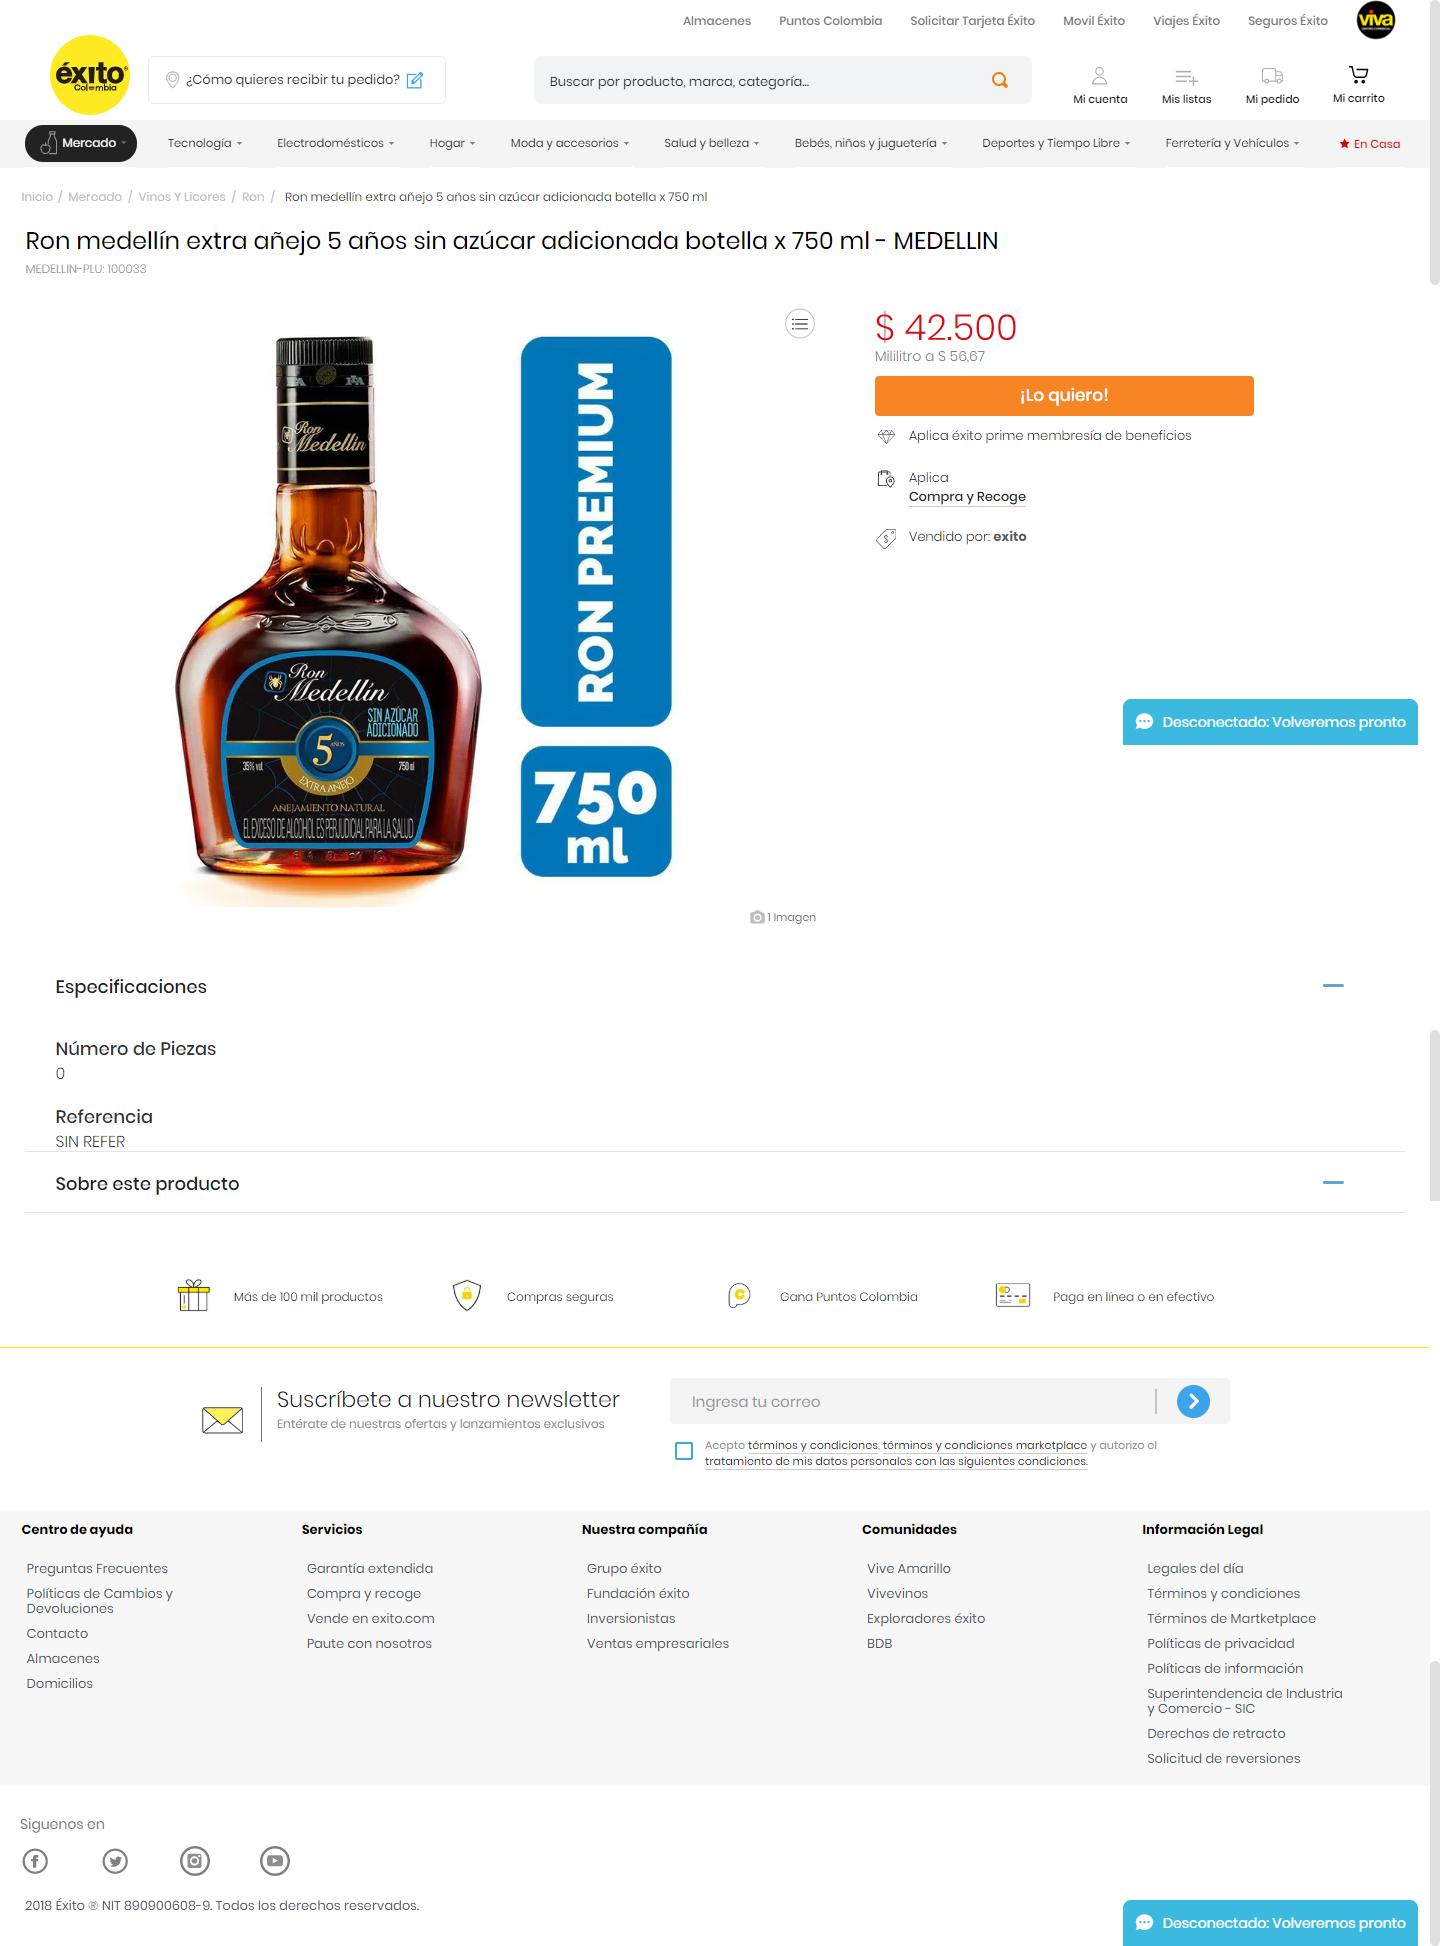 Almacenes Puntos Colombia Solicitar Tarjeta Éxito Movil Éxito Viajes Éxito Seguros Éxito viva
éxito
Colombia
¿Cómo quieres recibir tu pedido?
Buscar por producto, marca, categoría...
Mi cuenta Mis listas Mi pedido Mi carrito
Mercado Tecnología Electrodomésticos Hogar Moda y accesorios Salud y belleza Bebés, niños y juguetería Deportes y Tiempo Libre Ferretería y Vehículos En Casa
Inicio / Mercado / Vinos Y Licores / Ron / Ron medellín extra añejo 5 años sin azúcar adicionada botella x 750 ml
Ron medellín extra añejo 5 años sin azúcar adicionada botella x 750 ml - MEDELLIN
MEDELLIN-PLU: 100033
Ron
Medellín
Ron
Medellín
SIN AZÚCAR
ADICIONADO
5 AÑOS
35% vol. 750 ml
EXTRA AÑEJO
AÑEJAMIENTO NATURAL
EL EXCESO DE ALCOHOL ES PERJUDICIAL PARA LA SALUD
RON PREMIUM
750
ml
1 Imagen
$ 42.500
Mililitro a $ 56,67
¡Lo quiero!
Aplica éxito prime membresía de beneficios
Aplica
Compra y Recoge
Vendido por: exito
Desconectado: Volveremos pronto
Especificaciones
Número de Piezas
0
Referencia
SIN REFER
Sobre este producto
Más de 100 mil productos
Compras seguras
Gana Puntos Colombia
Paga en línea o en efectivo
Suscríbete a nuestro newsletter
Entérate de nuestras ofertas y lanzamientos exclusivos
Ingresa tu correo
Acepto términos y condiciones, términos y condiciones marketplace y autorizo el
tratamiento de mis datos personales con las siguientes condiciones.
Centro de ayuda
Preguntas Frecuentes
Políticas de Cambios y
Devoluciones
Contacto
Almacenes
Domicilios
Servicios
Garantía extendida
Compra y recoge
Vende en exito.com
Paute con nosotros
Nuestra compañía
Grupo éxito
Fundación éxito
Inversionistas
Ventas empresariales
Comunidades
Vive Amarillo
Vivevinos
Exploradores éxito
BDB
Información Legal
Legales del día
Términos y condiciones
Términos de Martketplace
Políticas de privacidad
Políticas de información
Superintendencia de Industria
y Comercio - SIC
Derechos de retracto
Solicitud de reversiones
Siguenos en
2018 Éxito ® NIT 890900608-9. Todos los derechos reservados.
Desconectado: Volveremos pronto